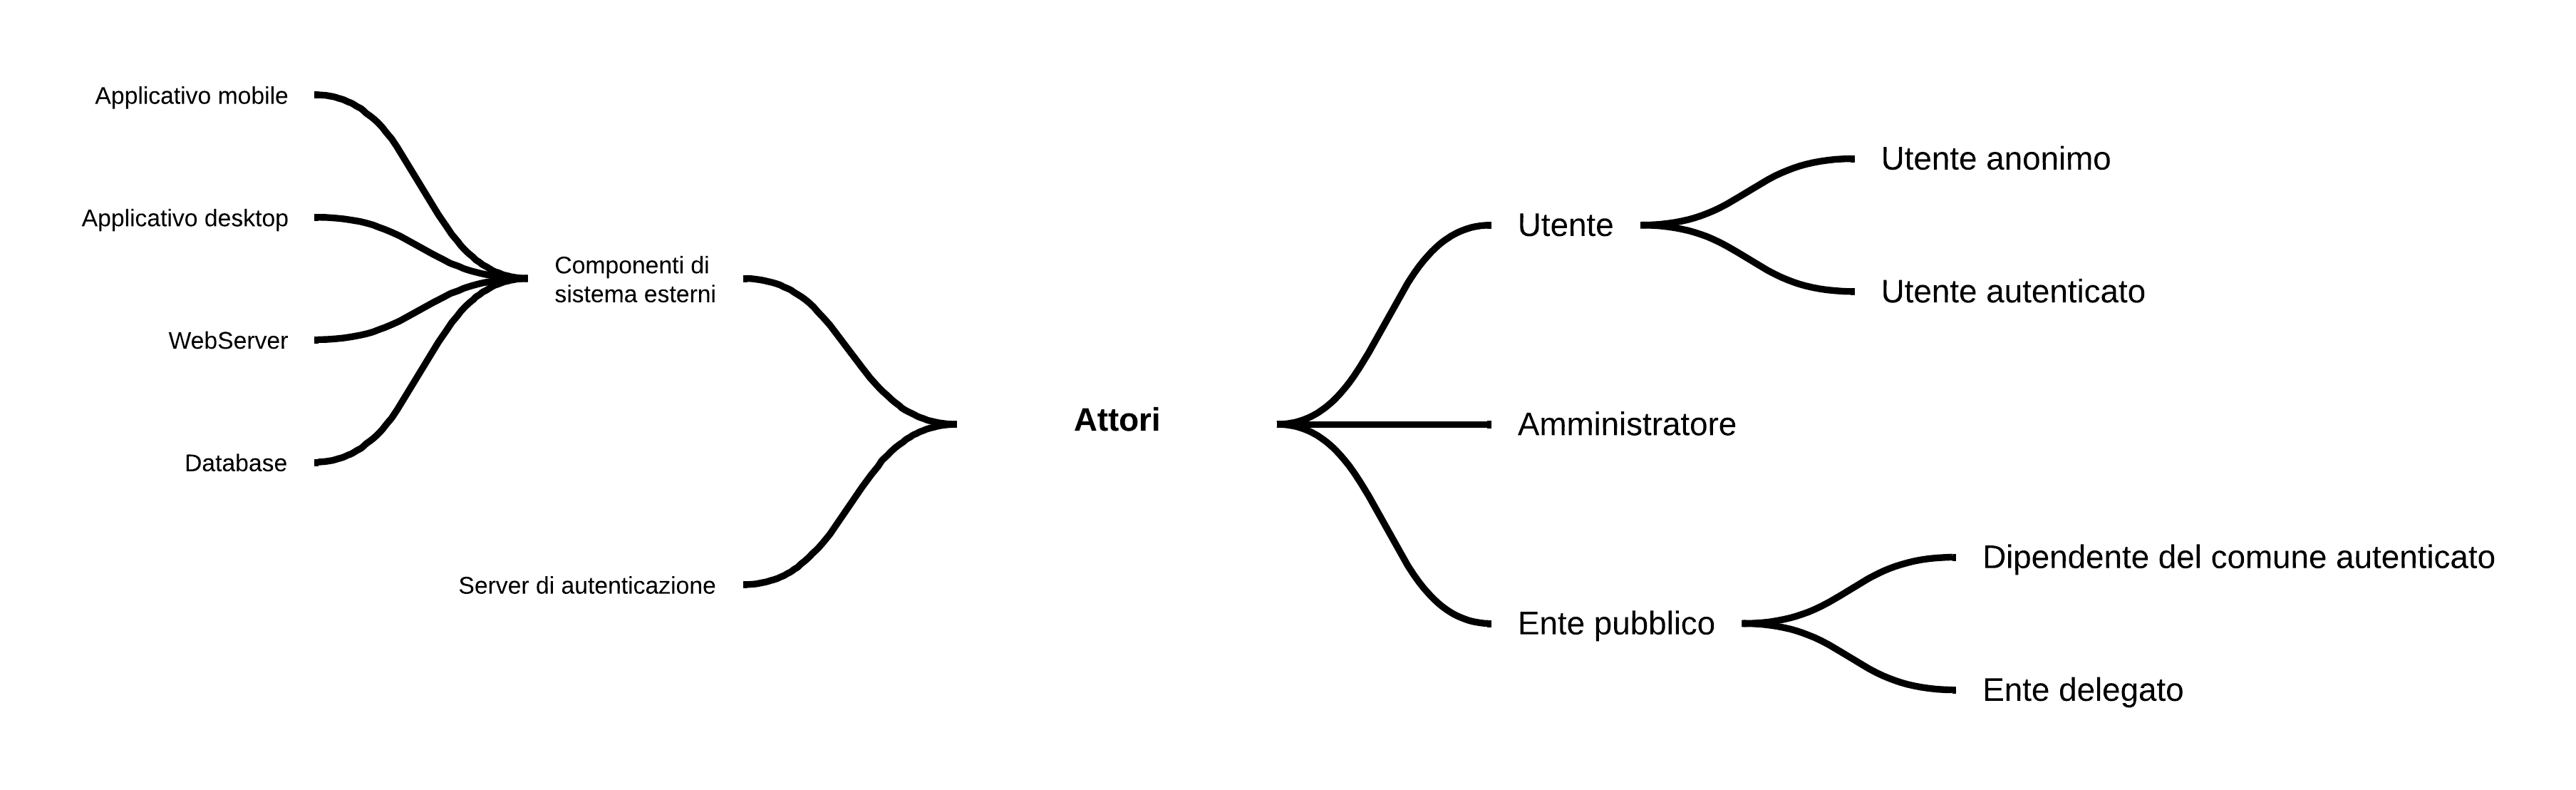 Applicativo mobile
Applicativo desktop
WebServer
Database
Componenti di
sistema esterni
Server di autenticazione
Attori
Utente
Utente anonimo
Utente autenticato
Amministratore
Ente pubblico
Dipendente del comune autenticato
Ente delegato